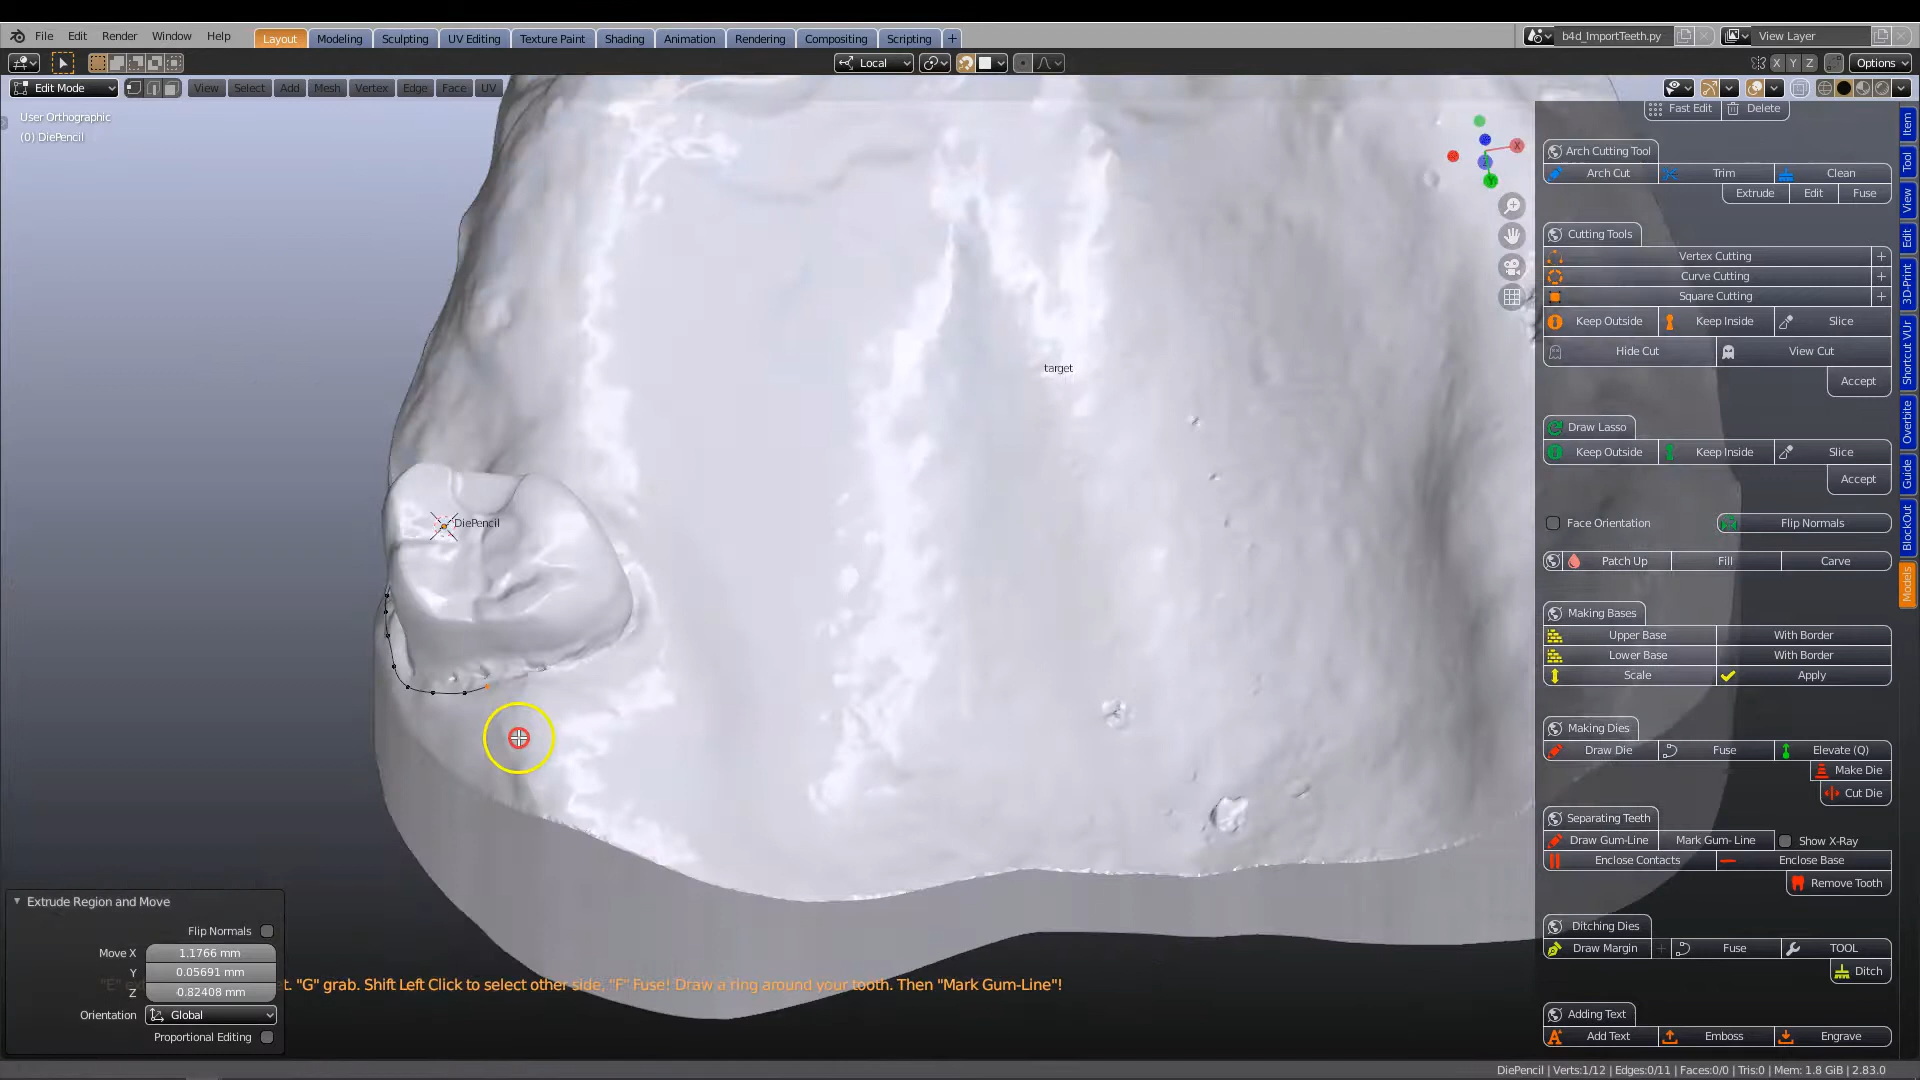 File Edit Render Window Help
Layout Modeling Sculpting UV Editing Texture Paint Shading Animation Rendering Compositing Scripting +
b4d_ImportTeeth.py View Layer
Local X Y Z Options
Edit Mode View Select Add Mesh Vertex Edge Face UV
User Orthographic
(0) DiePencil
X
Y
Z
target
DiePencil
Fast Edit Delete
Arch Cutting Tool
Arch Cut Trim Clean
Extrude Edit Fuse
Cutting Tools
Vertex Cutting +
Curve Cutting +
Square Cutting +
Keep Outside Keep Inside Slice
Hide Cut View Cut
Accept
Draw Lasso
Keep Outside Keep Inside Slice
Accept
Face Orientation Flip Normals
Patch Up Fill Carve
Making Bases
Upper Base With Border
Lower Base With Border
Scale Apply
Making Dies
Draw Die Fuse Elevate (Q)
Make Die
Cut Die
Separating Teeth
Draw Gum-Line Mark Gum- Line Show X-Ray
Enclose Contacts Enclose Base
Remove Tooth
Ditching Dies
Draw Margin + Fuse TOOL
Ditch
Adding Text
Add Text Emboss Engrave
Item
Tool
View
Edit
3D-Print
Shortcut VUr
Overbite
Guide
BlockOut
Models
Extrude Region and Move
Flip Normals
Move X 1.1766 mm
Y 0.05691 mm
Z -0.82408 mm
Orientation Global
Proportional Editing
"G" grab. Shift Left Click to select other side, "F" Fuse! Draw a ring around your tooth. Then "Mark Gum-Line"!
DiePencil | Verts:1/12 | Edges:0/11 | Faces:0/0 | Tris:0 | Mem: 1.8 GiB | 2.83.0